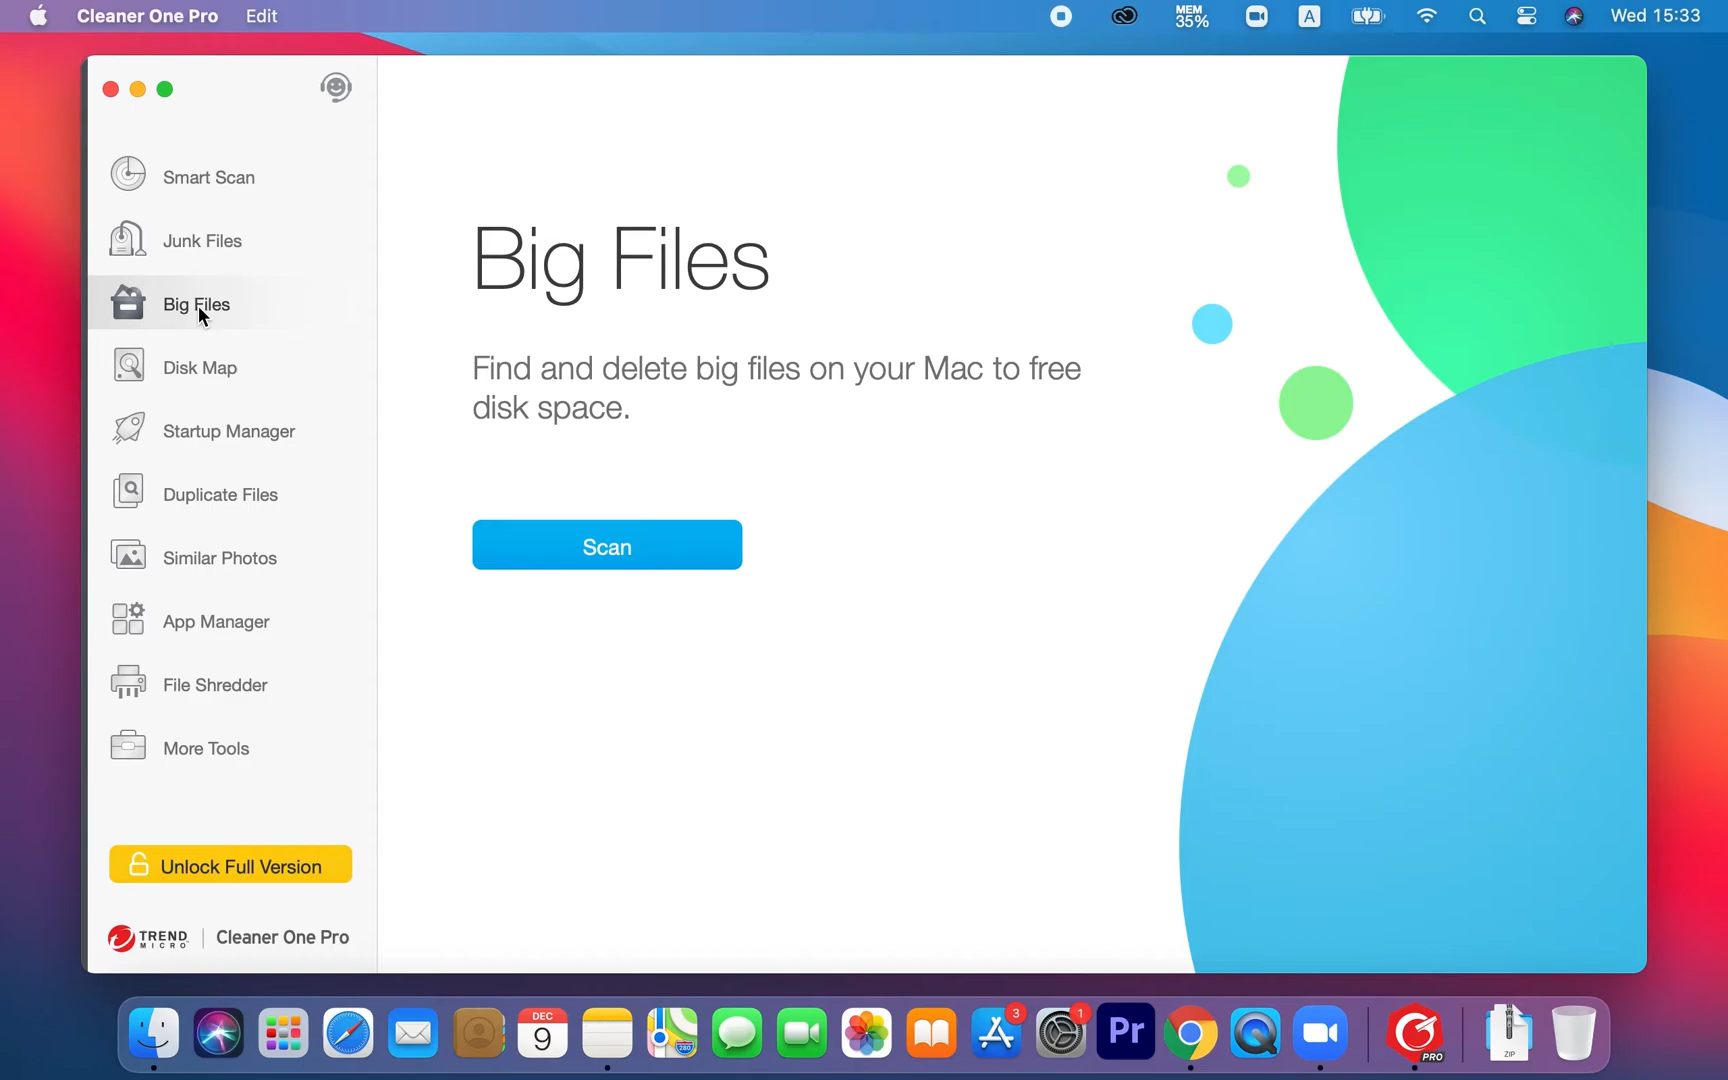 Cleaner One Pro Edit MEM 35% A Wed 15:33
Smart Scan
Junk Files
Big Files
Disk Map
Startup Manager
Duplicate Files
Similar Photos
App Manager
File Shredder
More Tools
Unlock Full Version
TREND MICRO | Cleaner One Pro
Big Files
Find and delete big files on your Mac to free
disk space.
Scan
DEC
9
280
3
1
Pr
PRO
ZIP